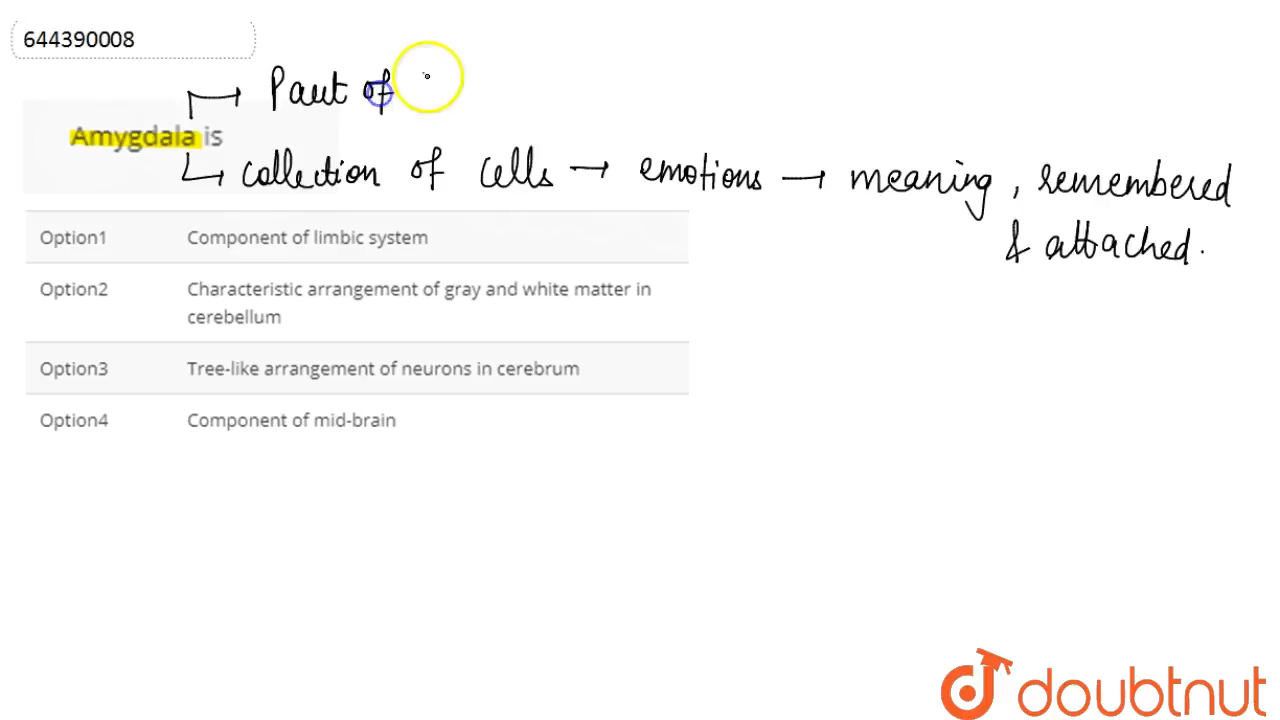 644390008
Part of
Amygdala is
collection of cells → emotions → meaning, remembered
& attached.
Option1 Component of limbic system
Option2 Characteristic arrangement of gray and white matter in
cerebellum
Option3 Tree-like arrangement of neurons in cerebrum
Option4 Component of mid-brain
doubtnut